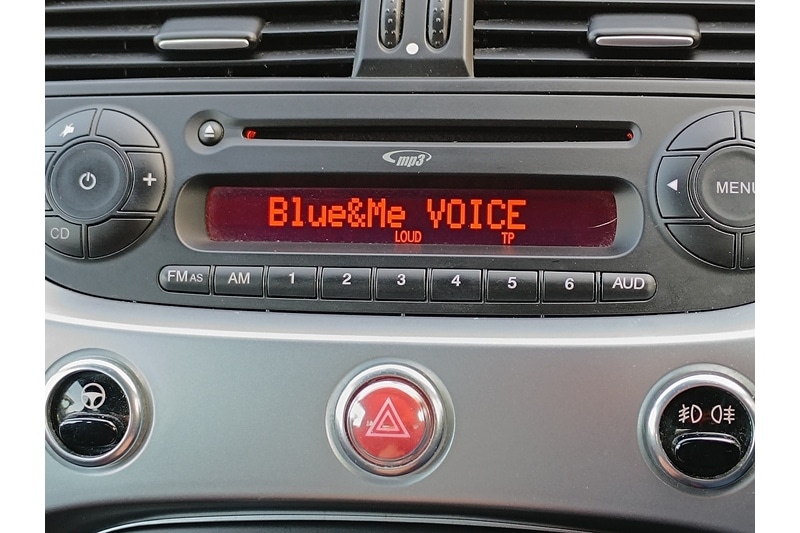 mp3
MENU
Blue&Me VOICE
LOUD TP
CD
FM AS AM 1 2 3 4 5 6 AUD